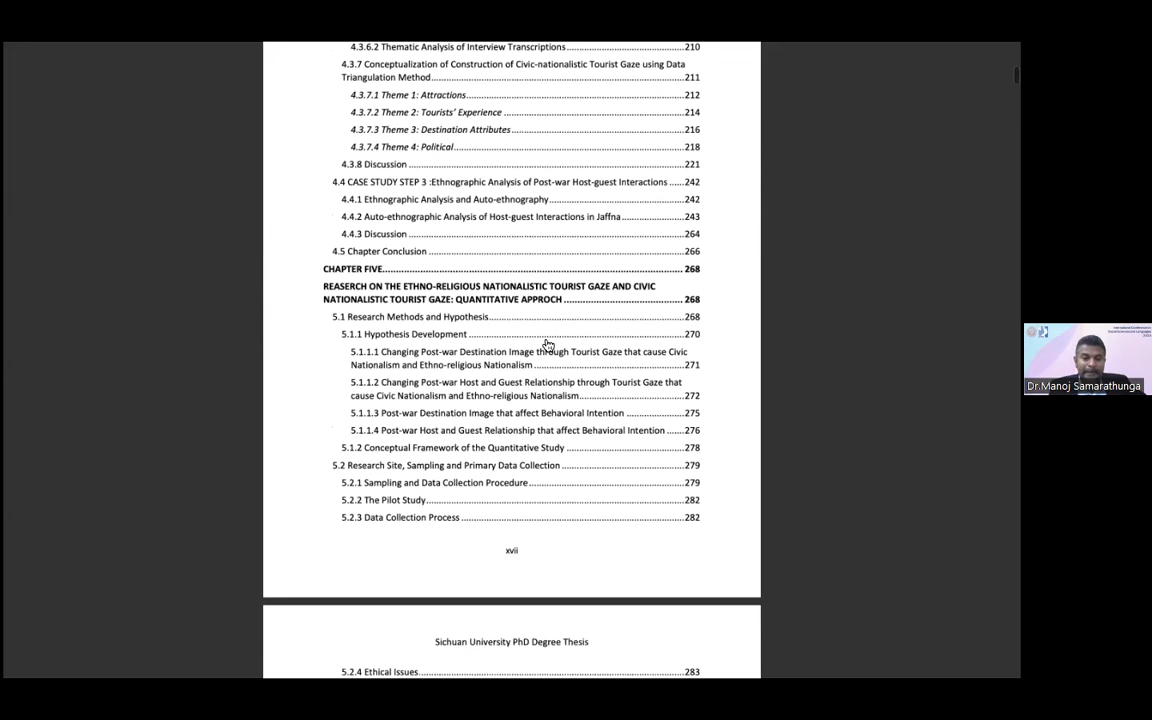 4.3.6.2 Thematic Analysis of Interview Transcriptions..........210
4.3.7 Conceptualization of Construction of Civic-nationalistic Tourist Gaze using Data
Triangulation Method..........211
4.3.7.1 Theme 1: Attractions..........212
4.3.7.2 Theme 2: Tourists' Experience..........214
4.3.7.3 Theme 3: Destination Attributes..........216
4.3.7.4 Theme 4: Political..........218
4.3.8 Discussion..........221
4.4 CASE STUDY STEP 3 :Ethnographic Analysis of Post-war Host-guest Interactions ......242
4.4.1 Ethnographic Analysis and Auto-ethnography..........242
4.4.2 Auto-ethnographic Analysis of Host-guest Interactions in Jaffna..........243
4.4.3 Discussion..........264
4.5 Chapter Conclusion..........266
CHAPTER FIVE..........268
REASERCH ON THE ETHNO-RELIGIOUS NATIONALISTIC TOURIST GAZE AND CIVIC
NATIONALISTIC TOURIST GAZE: QUANTITATIVE APPROCH..........268
5.1 Research Methods and Hypothesis..........268
5.1.1 Hypothesis Development..........270
5.1.1.1 Changing Post-war Destination Image through Tourist Gaze that cause Civic
Nationalism and Ethno-religious Nationalism..........271
5.1.1.2 Changing Post-war Host and Guest Relationship through Tourist Gaze that
cause Civic Nationalism and Ethno-religious Nationalism..........272
5.1.1.3 Post-war Destination Image that affect Behavioral Intention..........275
5.1.1.4 Post-war Host and Guest Relationship that affect Behavioral Intention.......276
5.1.2 Conceptual Framework of the Quantitative Study..........278
5.2 Research Site, Sampling and Primary Data Collection..........279
5.2.1 Sampling and Data Collection Procedure..........279
5.2.2 The Pilot Study..........282
5.2.3 Data Collection Process..........282
xvii
Sichuan University PhD Degree Thesis
5.2.4 Ethical Issues..........283
Dr.Manoj Samarathunga